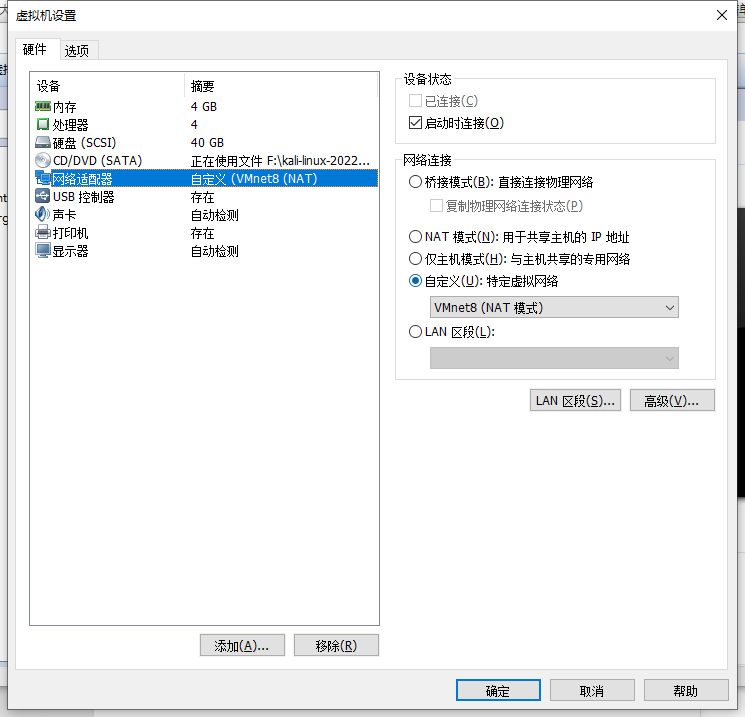 虚拟机设置
硬件 选项
设备 摘要
内存 4 GB
处理器 4
硬盘 (SCSI) 40 GB
CD/DVD (SATA) 正在使用文件 F:\kali-linux-2022...
网络适配器 自定义 (VMnet8 (NAT)
USB 控制器 存在
声卡 自动检测
打印机 存在
显示器 自动检测
添加(A)... 移除(R)
设备状态
已连接(C)
启动时连接(O)
网络连接
桥接模式(B): 直接连接物理网络
复制物理网络连接状态(P)
NAT 模式(N): 用于共享主机的 IP 地址
仅主机模式(H): 与主机共享的专用网络
自定义(U): 特定虚拟网络
VMnet8 (NAT 模式)
LAN 区段(L):
LAN 区段(S)... 高级(V)...
确定 取消 帮助